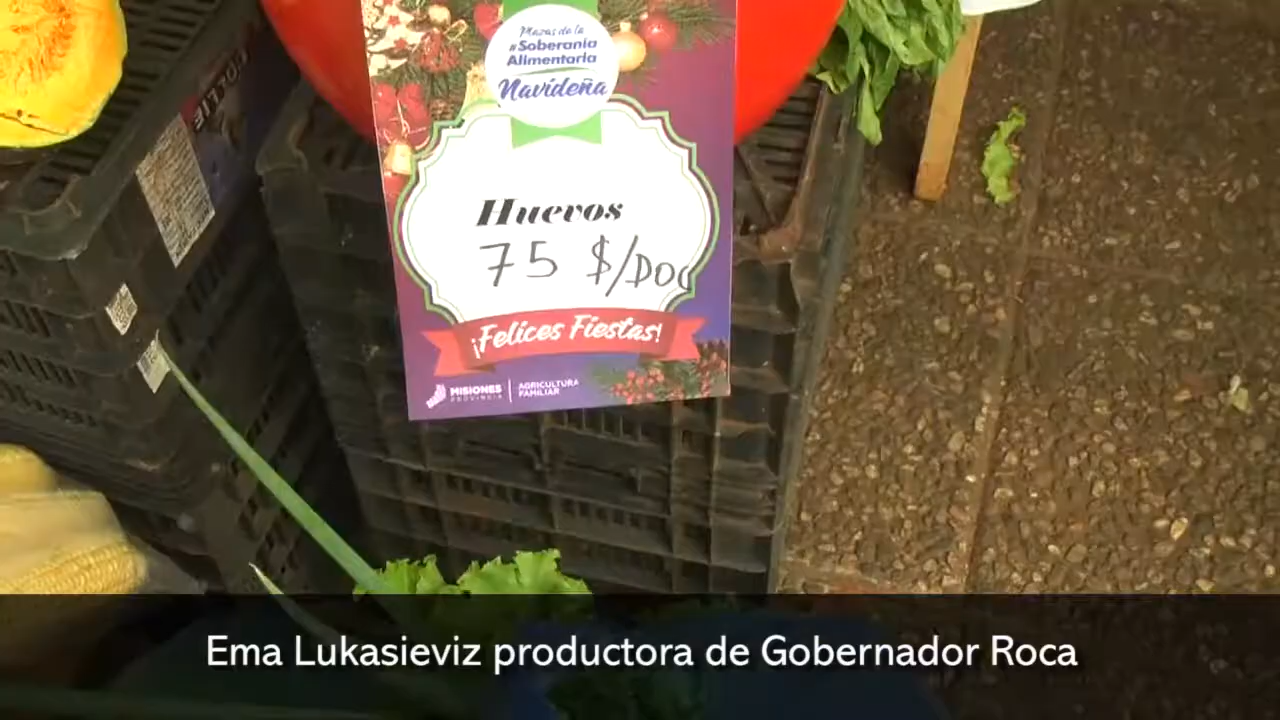 Plazas de la
#Soberanía
Alimentaria
Navideña
Huevos
75 $/Doc
¡Felices Fiestas!
MISIONES
PROVINCIA
AGRICULTURA
FAMILIAR
Ema Lukasieviz productora de Gobernador Roca